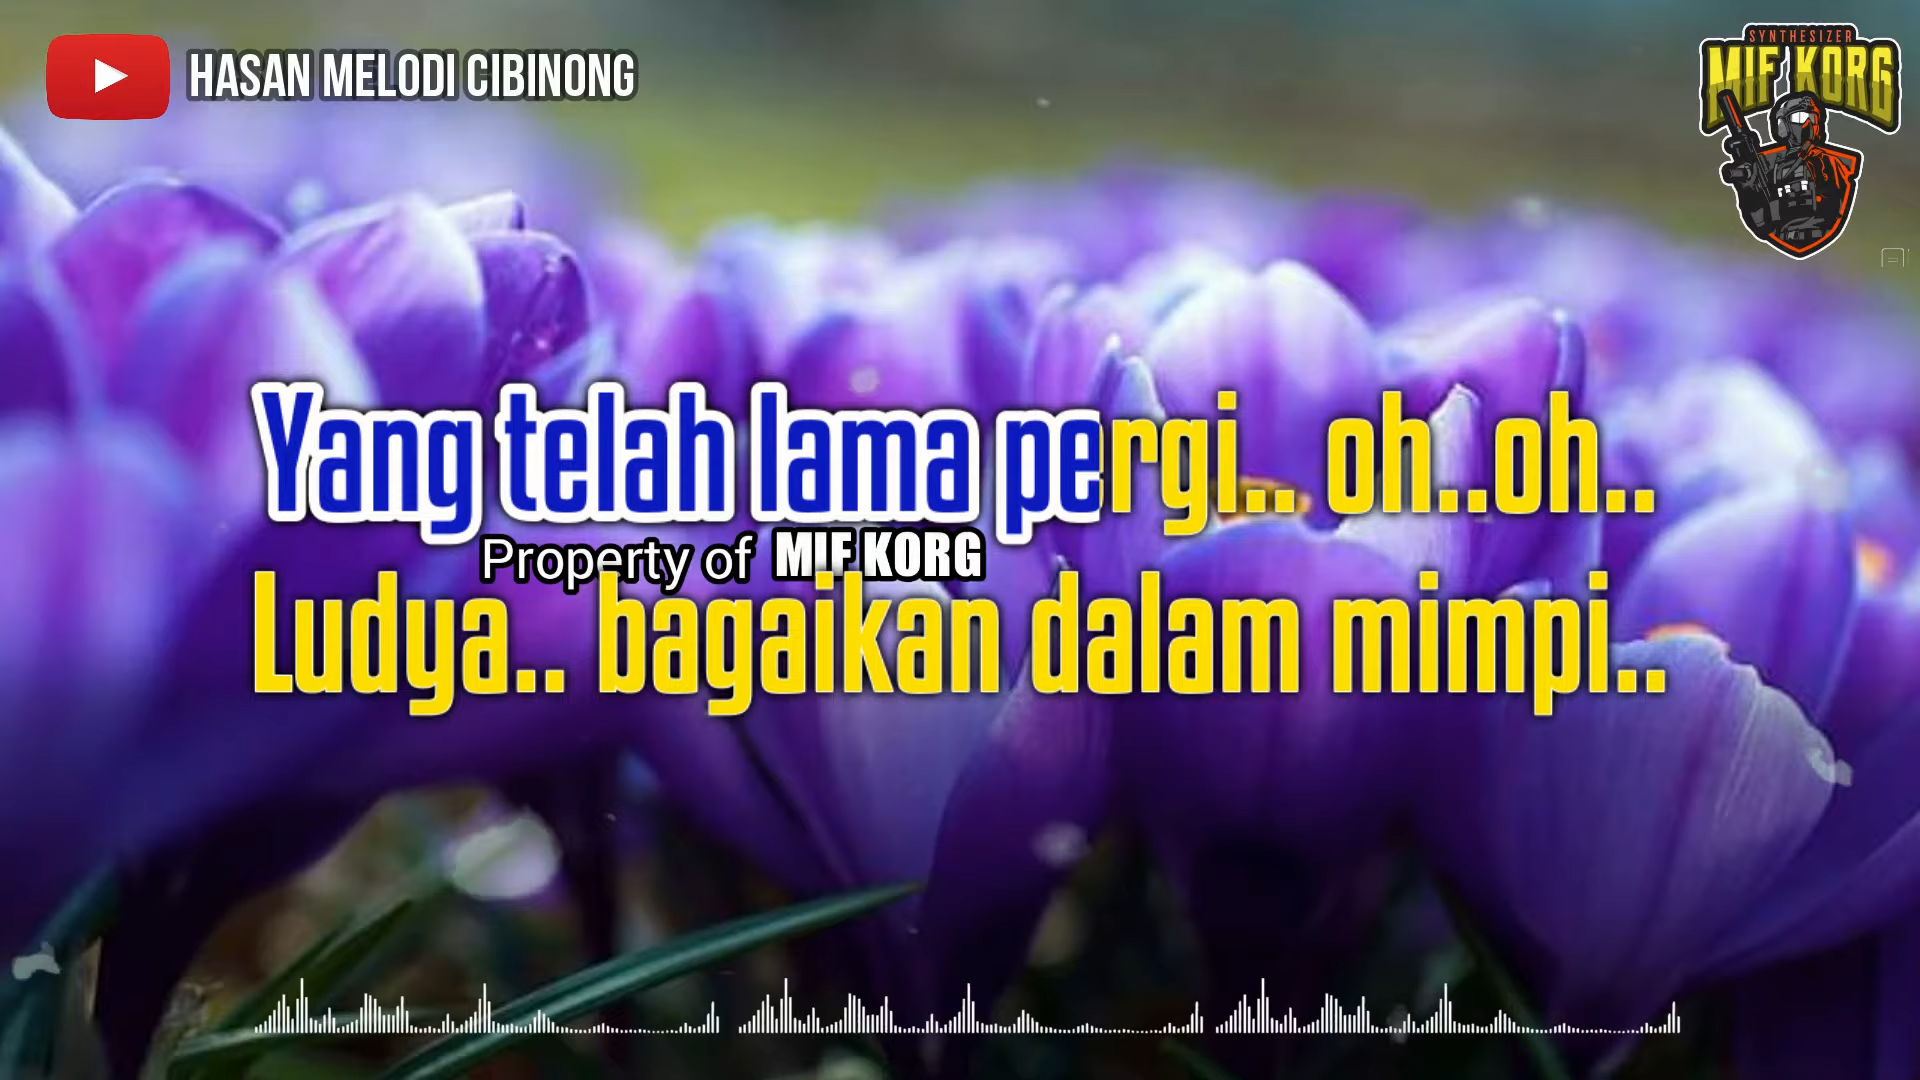 HASAN MELODI CIBINONG
SYNTHESIZER
MIF KORG
Yang telah lama pergi.. oh..oh..
Property of MIF KORG
Ludya.. bagaikan dalam mimpi..